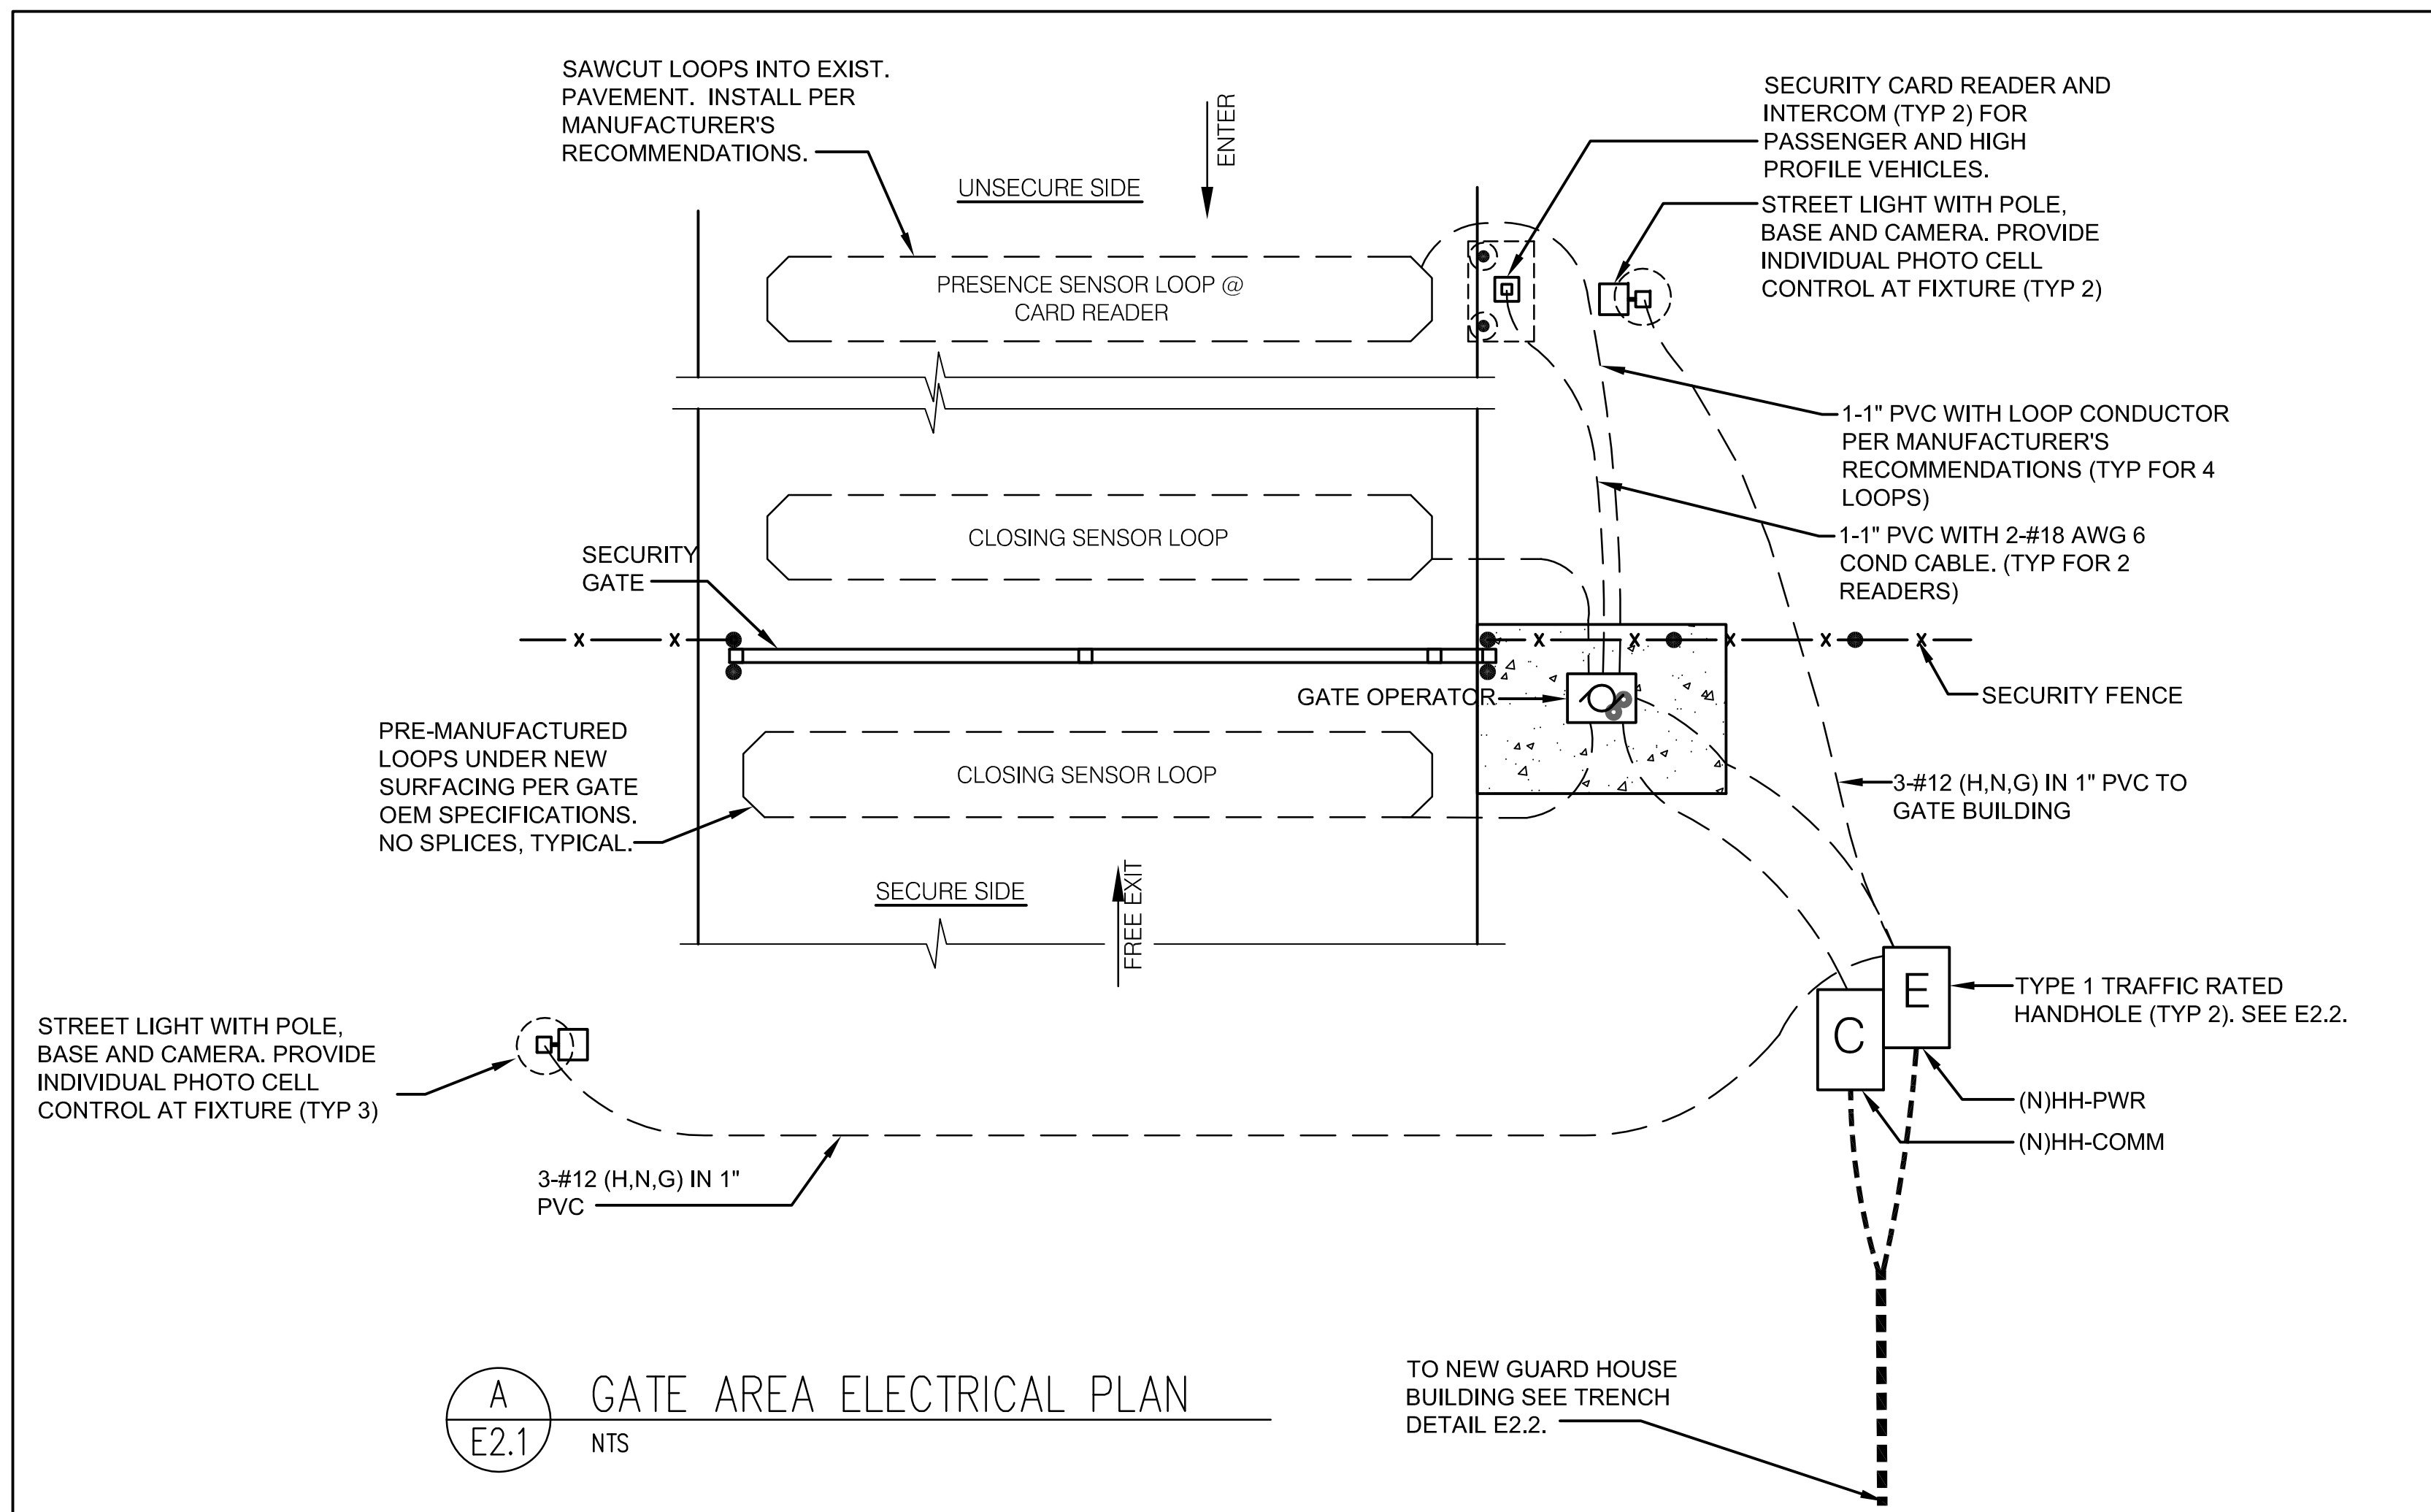 SAWCUT LOOPS INTO EXIST.
PAVEMENT. INSTALL PER
MANUFACTURER'S
RECOMMENDATIONS.
UNSECURE SIDE
ENTER
SECURITY CARD READER AND
INTERCOM (TYP 2) FOR
PASSENGER AND HIGH
PROFILE VEHICLES.
STREET LIGHT WITH POLE,
BASE AND CAMERA. PROVIDE
INDIVIDUAL PHOTO CELL
CONTROL AT FIXTURE (TYP 2)
PRESENCE SENSOR LOOP @
CARD READER
1-1" PVC WITH LOOP CONDUCTOR
PER MANUFACTURER'S
RECOMMENDATIONS (TYP FOR 4
LOOPS)
CLOSING SENSOR LOOP
1-1" PVC WITH 2-#18 AWG 6
COND CABLE. (TYP FOR 2
READERS)
SECURITY
GATE
X X X X X X X
GATE OPERATOR
SECURITY FENCE
PRE-MANUFACTURED
LOOPS UNDER NEW
SURFACING PER GATE
OEM SPECIFICATIONS.
NO SPLICES, TYPICAL.
CLOSING SENSOR LOOP
3-#12 (H,N,G) IN 1" PVC TO
GATE BUILDING
SECURE SIDE
FREE EXIT
E
TYPE 1 TRAFFIC RATED
HANDHOLE (TYP 2). SEE E2.2.
C
STREET LIGHT WITH POLE,
BASE AND CAMERA. PROVIDE
INDIVIDUAL PHOTO CELL
CONTROL AT FIXTURE (TYP 3)
(N)HH-PWR
(N)HH-COMM
3-#12 (H,N,G) IN 1"
PVC
A
E2.1
GATE AREA ELECTRICAL PLAN
NTS
TO NEW GUARD HOUSE
BUILDING SEE TRENCH
DETAIL E2.2.